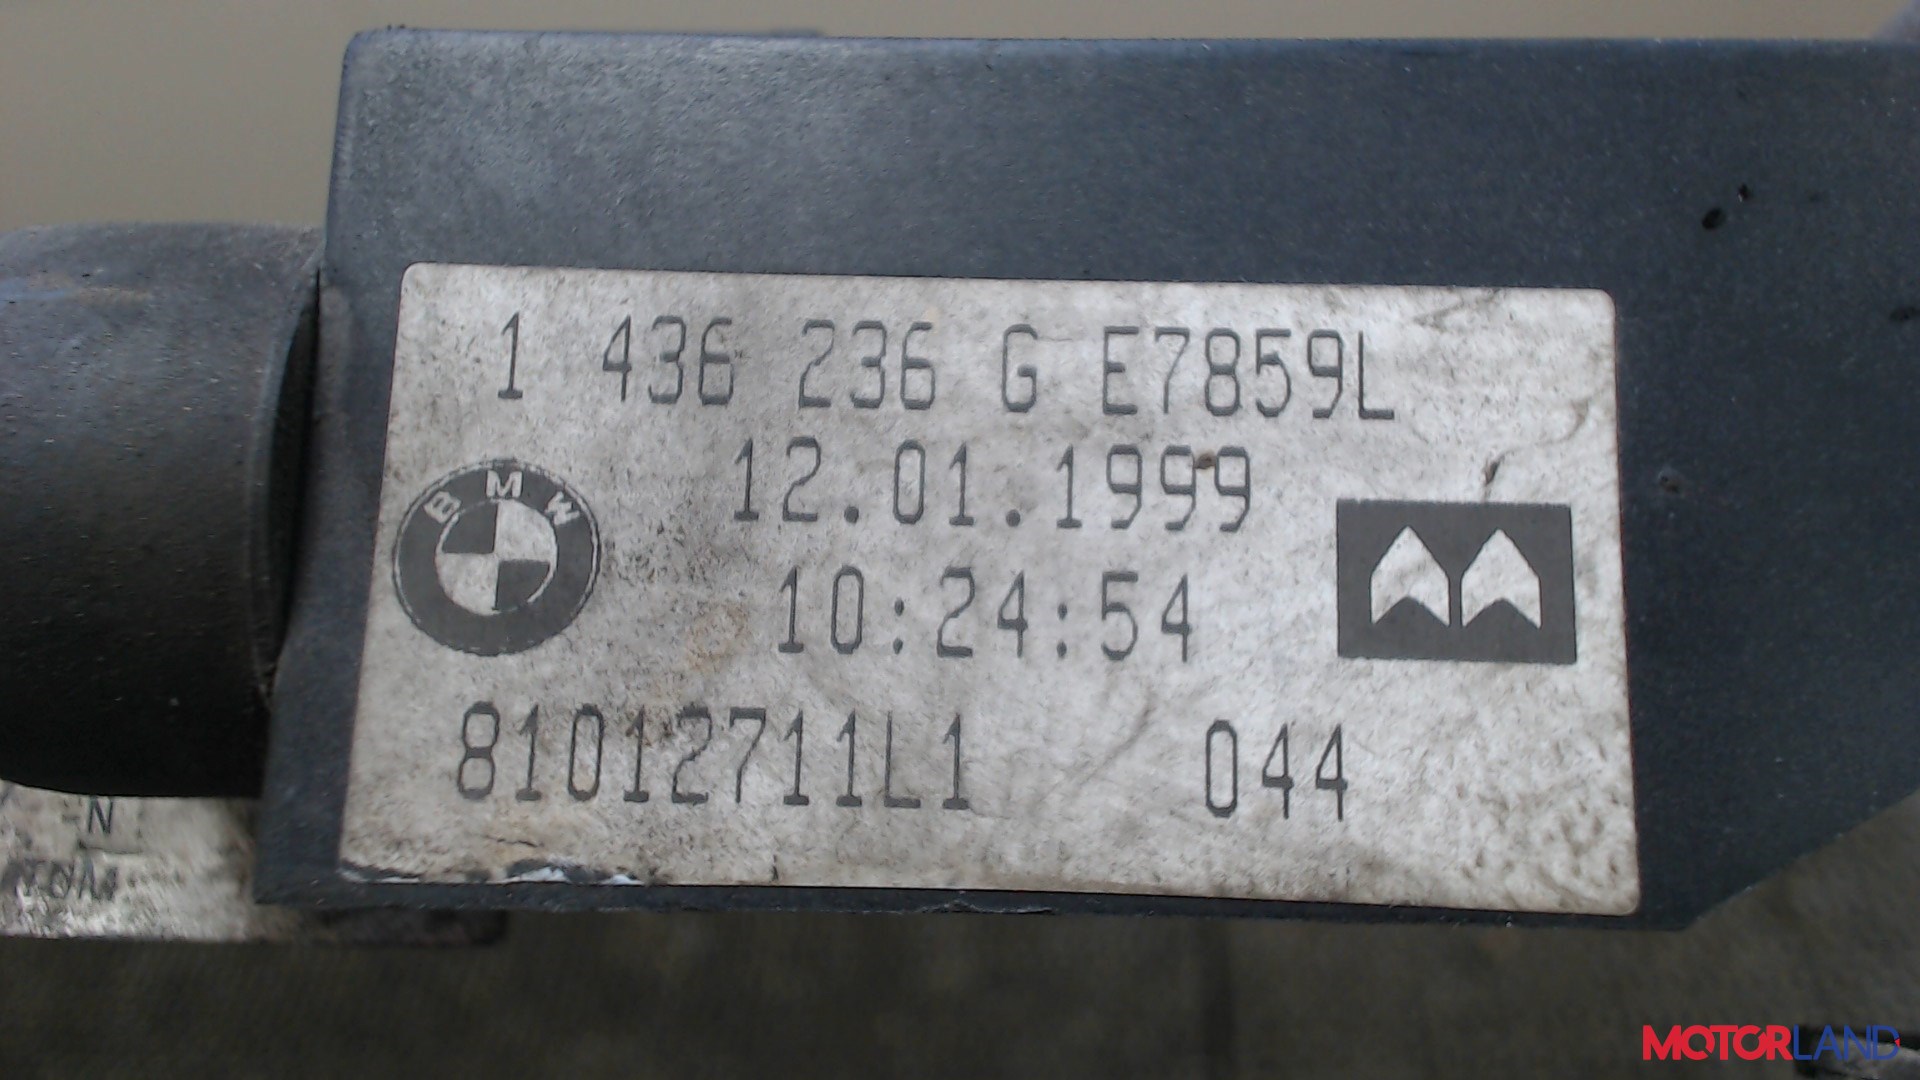 1 436 236 G E7859L
12.01.1999
BMW
10:24:54
81012711L1 044
-N
MOTORLAND